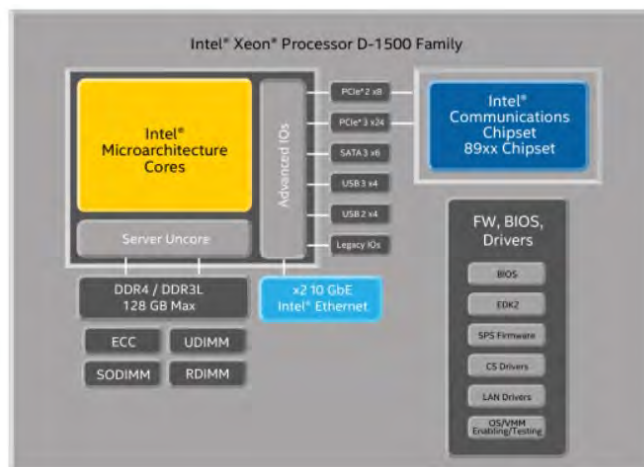 Intel® Xeon® Processor D-1500 Family
Intel®
Microarchitecture
Cores
Server Uncore
Advanced IOs
PCIe® 2 x8
PCIe® 3 x24
SATA 3 x6
USB 3 x4
USB 2 x4
Legacy IOs
Intel®
Communications
Chipset
89xx Chipset
DDR4 / DDR3L
128 GB Max
x2 10 GbE
Intel® Ethernet
ECC
UDIMM
SODIMM
RDIMM
FW, BIOS,
Drivers
BIOS
EDK2
SPS Firmware
CS Drivers
LAN Drivers
OS/VMM
Enabling/Testing